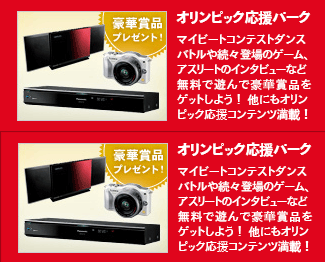 豪華賞品
プレゼント！
オリンピック応援パーク
マイビートコンテストダンス
バトルや続々登場のゲーム、
アスリートのインタビューなど
無料で遊んで豪華賞品を
ゲットしよう！ 他にもオリン
ピック応援コンテンツ満載！
豪華賞品
プレゼント！
オリンピック応援パーク
マイビートコンテストダンス
バトルや続々登場のゲーム、
アスリートのインタビューなど
無料で遊んで豪華賞品を
ゲットしよう！ 他にもオリン
ピック応援コンテンツ満載！